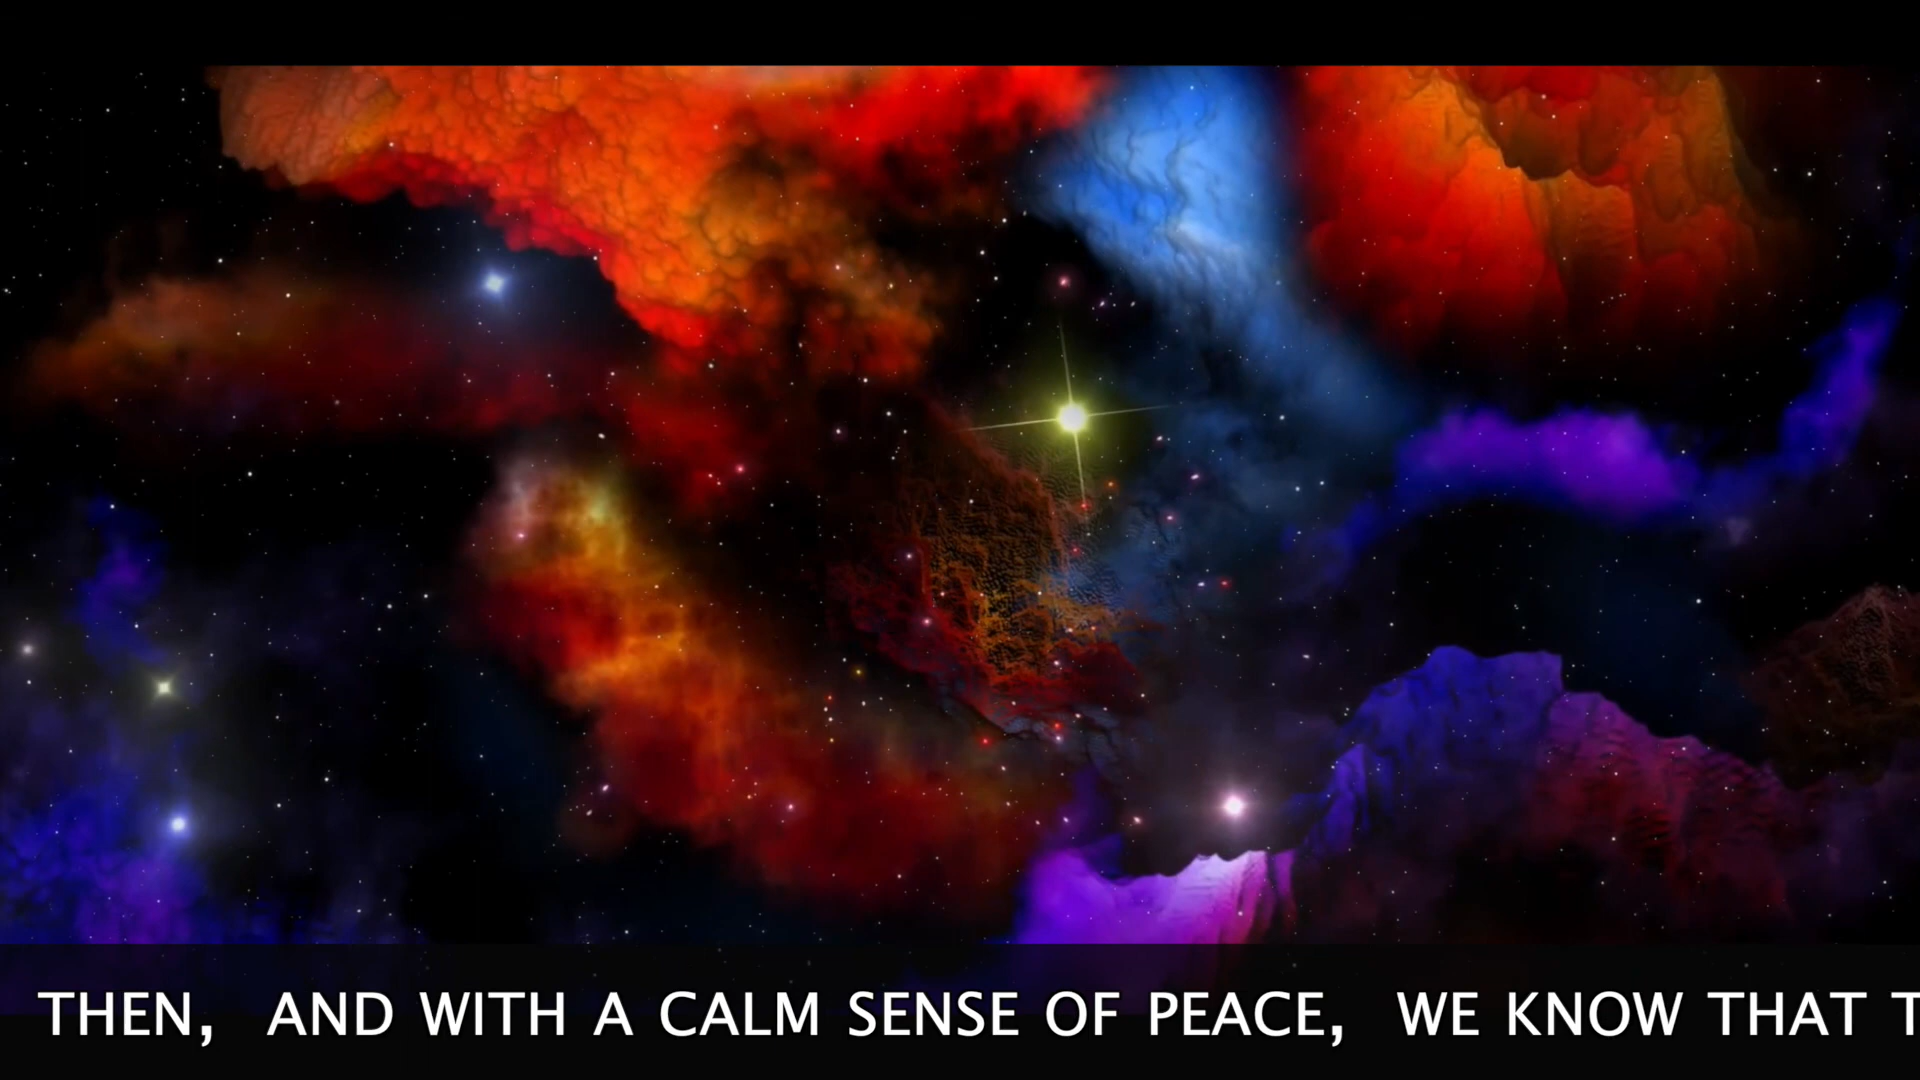 THEN, AND WITH A CALM SENSE OF PEACE, WE KNOW THAT T